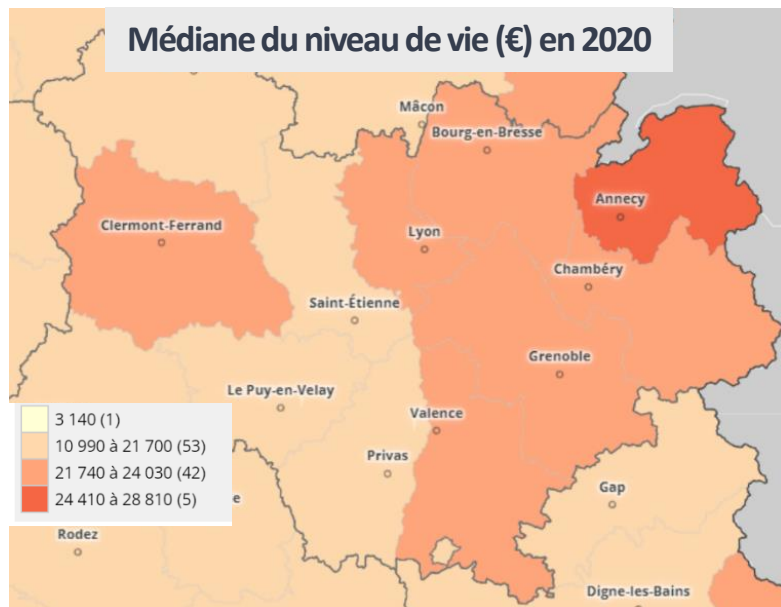 Médiane du niveau de vie (€) en 2020
Mâcon
Bourg-en-Bresse
Annecy
Clermont-Ferrand
Lyon
Chambéry
Saint-Étienne
Grenoble
Le Puy-en-Velay
Valence
Privas
3 140 (1)
10 990 à 21 700 (53)
21 740 à 24 030 (42)
24 410 à 28 810 (5)
Gap
Rodez
Digne-les-Bains